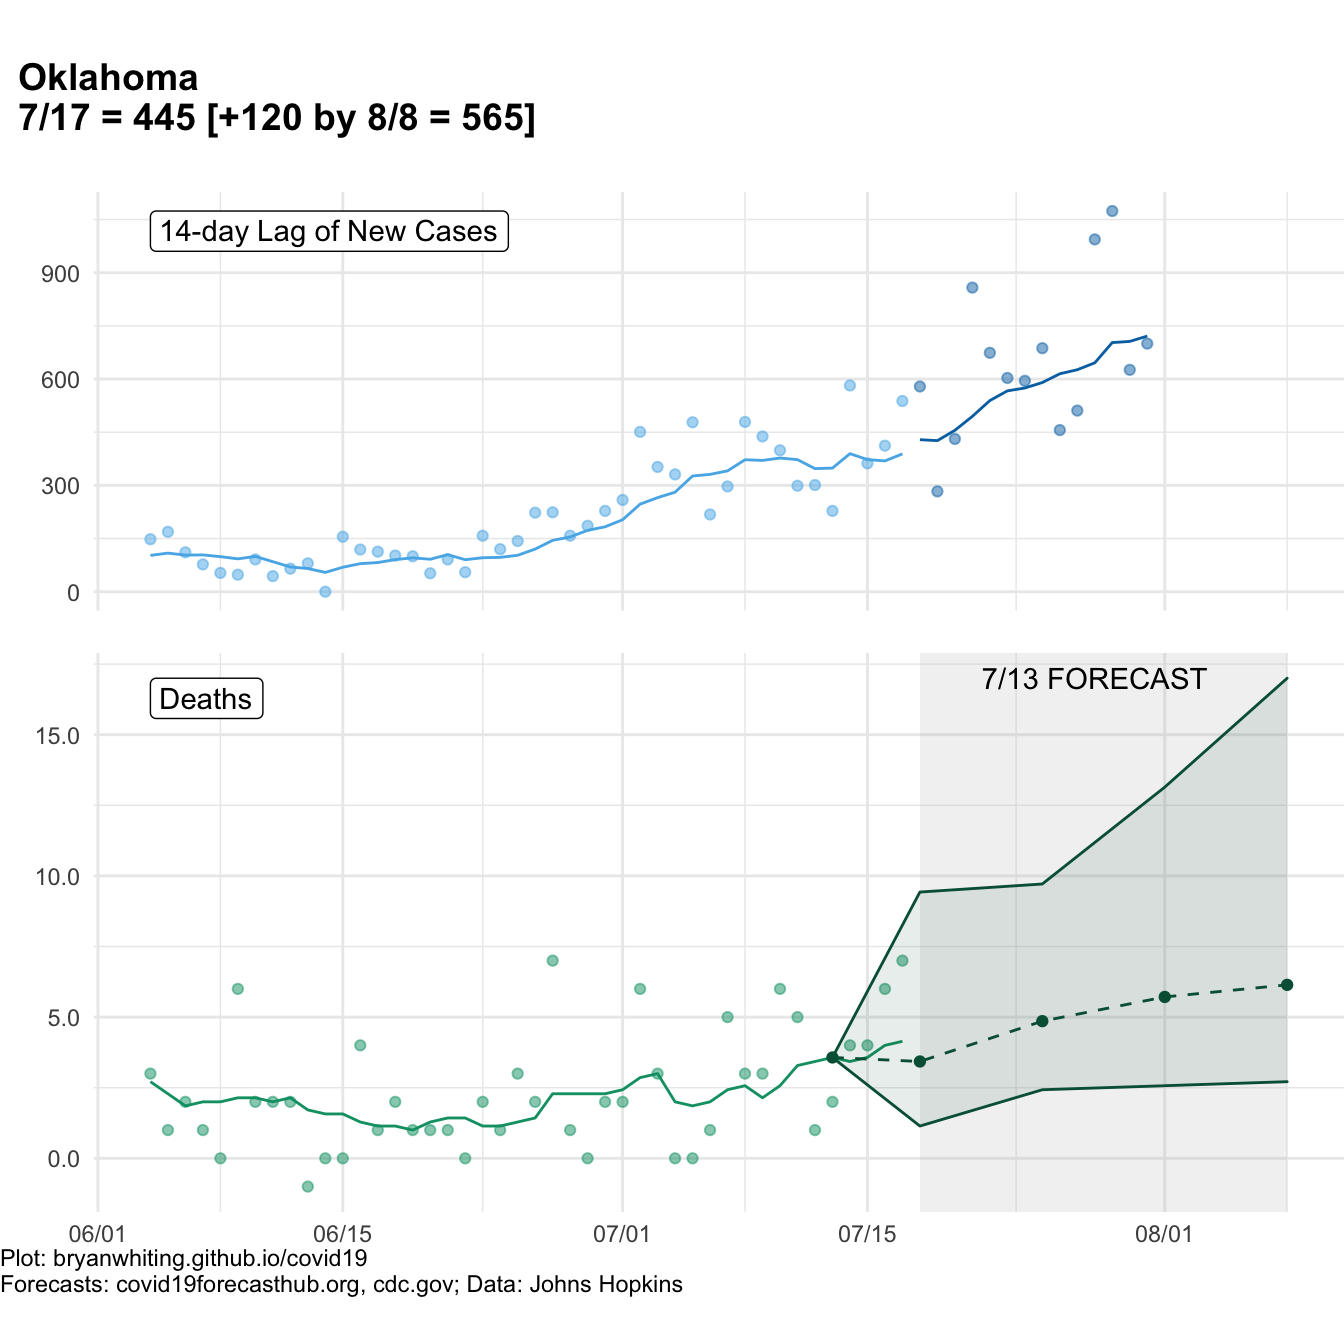 Oklahoma
7/17 = 445 [+120 by 8/8 = 565]
14-day Lag of New Cases
900
600
300
0
7/13 FORECAST
Deaths
15.0
10.0
5.0
0.0
06/01 06/15 07/01 07/15 08/01
Plot: bryanwhiting.github.io/covid19
Forecasts: covid19forecasthub.org, cdc.gov; Data: Johns Hopkins